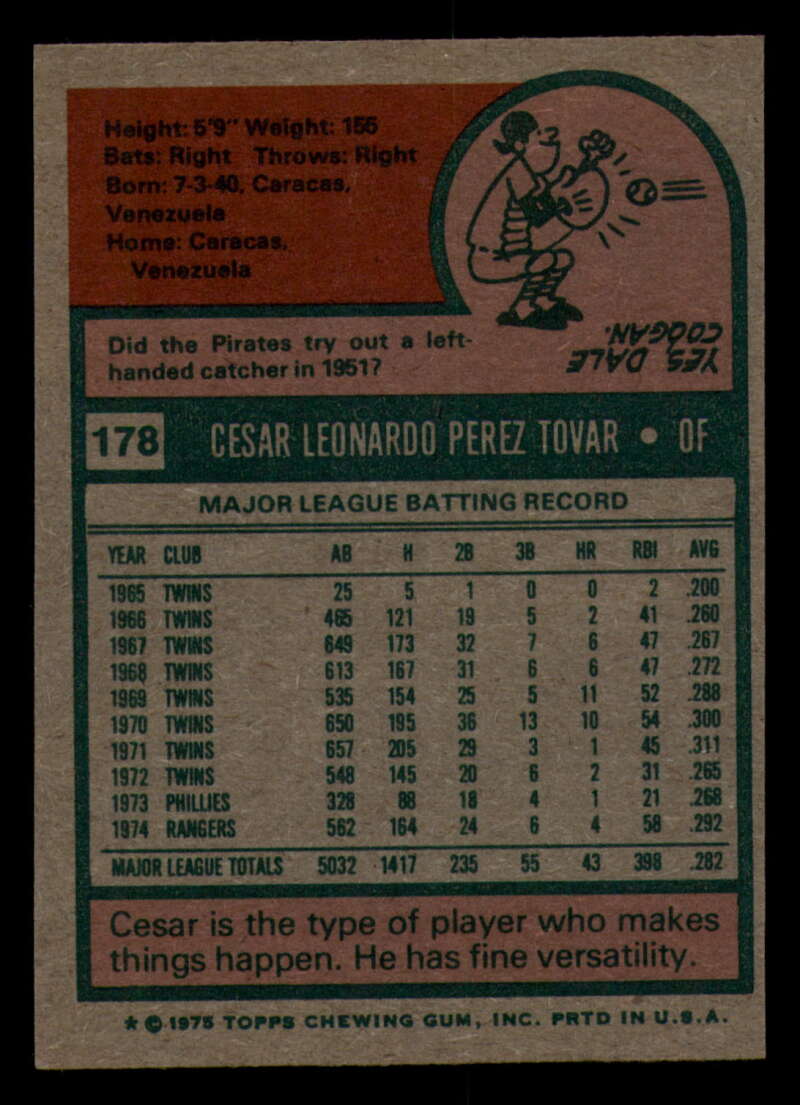 Height: 5'9" Weight: 155
Bats: Right Throws: Right
Born: 7-3-40, Caracas,
Venezuela
Home: Caracas,
Venezuela
Did the Pirates try out a left-
handed catcher in 1951?
YES, DALE
COOGAN.
178 CESAR LEONARDO PEREZ TOVAR • OF
MAJOR LEAGUE BATTING RECORD
YEAR CLUB AB H 2B 3B HR RBI AVG
1965 TWINS 25 5 1 0 0 2 .200
1966 TWINS 465 121 19 5 2 41 .260
1967 TWINS 649 173 32 7 6 47 .267
1968 TWINS 613 167 31 6 6 47 .272
1969 TWINS 535 154 25 5 11 52 .288
1970 TWINS 650 195 36 13 10 54 .300
1971 TWINS 657 205 29 3 1 45 .311
1972 TWINS 548 145 20 6 2 31 .265
1973 PHILLIES 328 88 18 4 1 21 .268
1974 RANGERS 562 164 24 6 4 58 .292
MAJOR LEAGUE TOTALS 5032 1417 235 55 43 398 .282
Cesar is the type of player who makes
things happen. He has fine versatility.
* © 1975 TOPPS CHEWING GUM, INC. PRTD IN U.S.A.